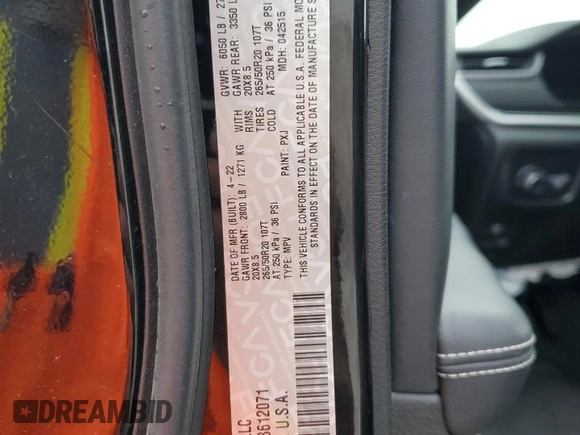 DATE OF MFR (BUILT) 4-22 GVWR: 6050 LB / 27
GAWR FRONT: 2800 LB / 1271 KG WITH GAWR REAR: 3350 L
20X8.5 RIMS 20X8.5
265/50R20 107T TIRES 265/50R20 107T
AT 250 kPa / 36 PSI COLD AT 250 kPa / 36 PSI
TYPE: MPV PAINT: PXJ MDH: 042515
THIS VEHICLE CONFORMS TO ALL APPLICABLE U.S.A. FEDERAL MO
STANDARDS IN EFFECT ON THE DATE OF MANUFACTURE S
LLC
8612071
U.S.A.